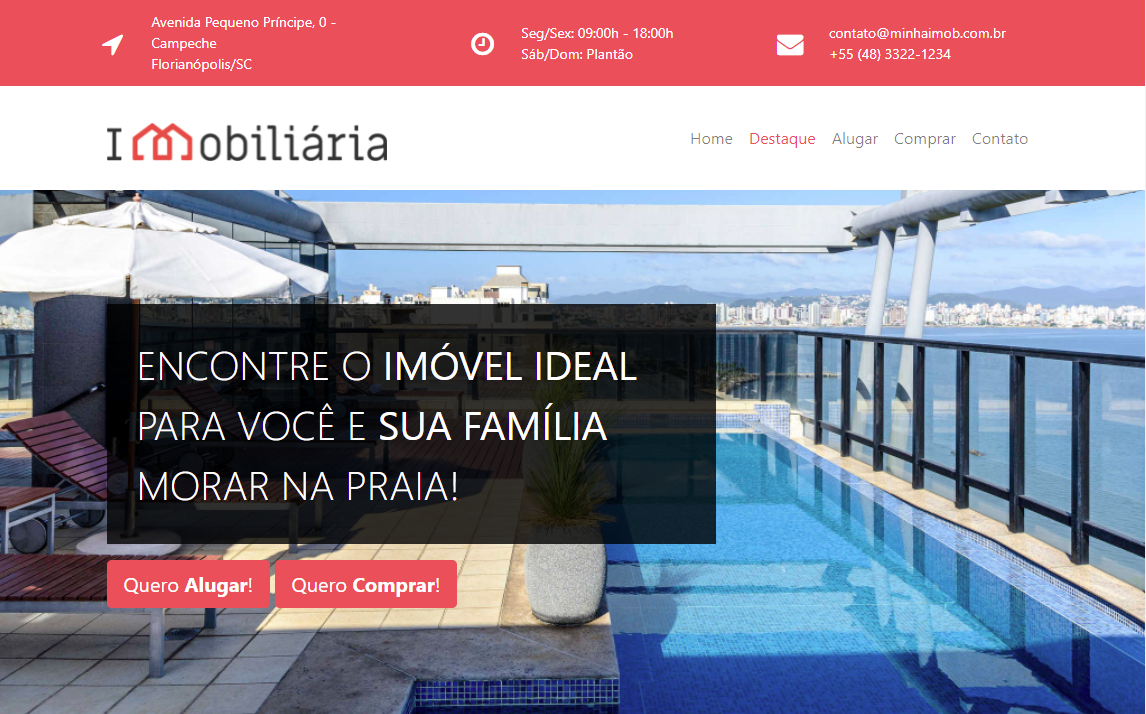 Avenida Pequeno Príncipe, 0 -
Campeche
Florianópolis/SC
Seg/Sex: 09:00h - 18:00h
Sáb/Dom: Plantão
contato@minhaimob.com.br
+55 (48) 3322-1234
Imobiliária
Home Destaque Alugar Comprar Contato
ENCONTRE O IMÓVEL IDEAL
PARA VOCÊ E SUA FAMÍLIA
MORAR NA PRAIA!
Quero Alugar! Quero Comprar!